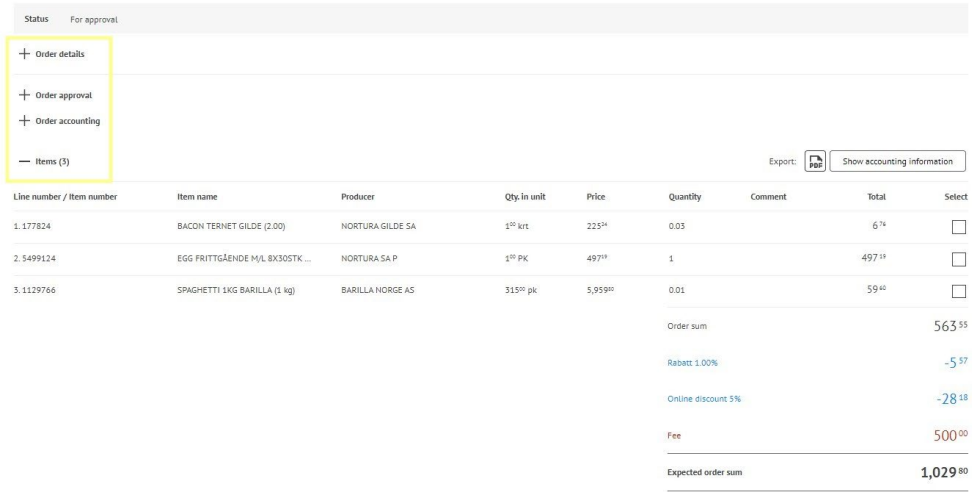 Status For approval
Order details
Order approval
Order accounting
Items (3)
Export: PDF Show accounting information
Line number / Item number Item name Producer Qty. in unit Price Quantity Comment Total Select
1. 177824 BACON TERNET GILDE (2.00) NORTURA GILDE SA 1⁰⁰ krt 225³⁴ 0.03 6⁷⁶
2. 5499124 EGG FRITTGÅENDE M/L 8X30STK ... NORTURA SA P 1⁰⁰ PK 497¹⁹ 1 497¹⁹
3. 1129766 SPAGHETTI 1KG BARILLA (1 kg) BARILLA NORGE AS 315⁰⁰ pk 5,959⁸⁰ 0.01 59⁶⁰
Order sum 563⁵⁵
Rabatt 1.00% -5⁵⁷
Online discount 5% -28¹⁸
Fee 500⁰⁰
Expected order sum 1,029⁸⁰